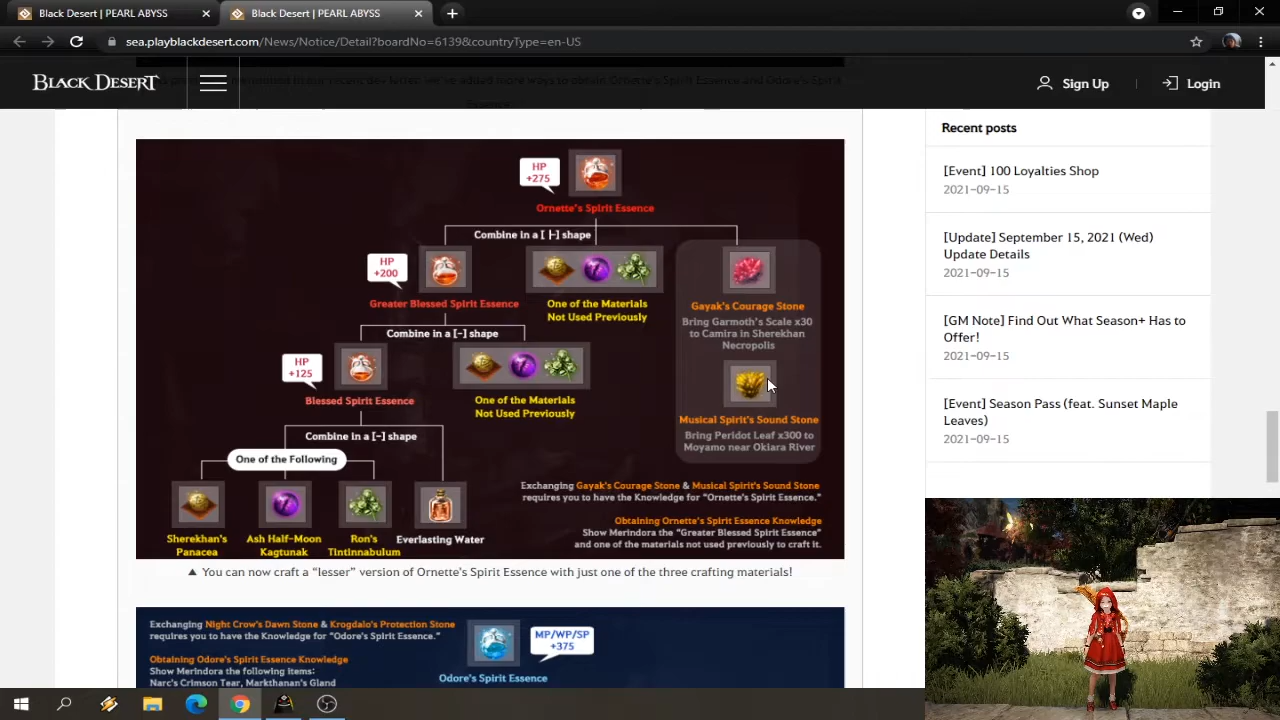 Black Desert | PEARL ABYSS
Black Desert | PEARL ABYSS
sea.playblackdesert.com/News/Notice/Detail?boardNo=6139&countryType=en-US
BLACK DESERT
Sign Up
Login
HP
+275
Ornette's Spirit Essence
Combine in a [ |-] shape
HP
+200
Greater Blessed Spirit Essence
One of the Materials
Not Used Previously
Gayak's Courage Stone
Bring Garmoth's Scale x30
to Camira in Sherekhan
Necropolis
Combine in a [-] shape
HP
+125
Blessed Spirit Essence
One of the Materials
Not Used Previously
Musical Spirit's Sound Stone
Bring Peridot Leaf x300 to
Moyamo near Okiara River
Combine in a [-] shape
One of the Following
Sherekhan's
Panacea
Ash Half-Moon
Kagtunak
Ron's
Tintinnabulum
Everlasting Water
Exchanging Gayak's Courage Stone & Musical Spirit's Sound Stone
requires you to have the Knowledge for "Ornette's Spirit Essence."
Obtaining Ornette's Spirit Essence Knowledge
Show Merindora the "Greater Blessed Spirit Essence"
and one of the materials not used previously to craft it.
▲ You can now craft a "lesser" version of Ornette's Spirit Essence with just one of the three crafting materials!
Exchanging Night Crow's Dawn Stone & Krogdalo's Protection Stone
requires you to have the Knowledge for "Odore's Spirit Essence."
Obtaining Odore's Spirit Essence Knowledge
Show Merindora the following items:
Narc's Crimson Tear, Markthanan's Gland
MP/WP/SP
+375
Odore's Spirit Essence
Recent posts
[Event] 100 Loyalties Shop
2021-09-15
[Update] September 15, 2021 (Wed)
Update Details
2021-09-15
[GM Note] Find Out What Season+ Has to
Offer!
2021-09-15
[Event] Season Pass (feat. Sunset Maple
Leaves)
2021-09-15